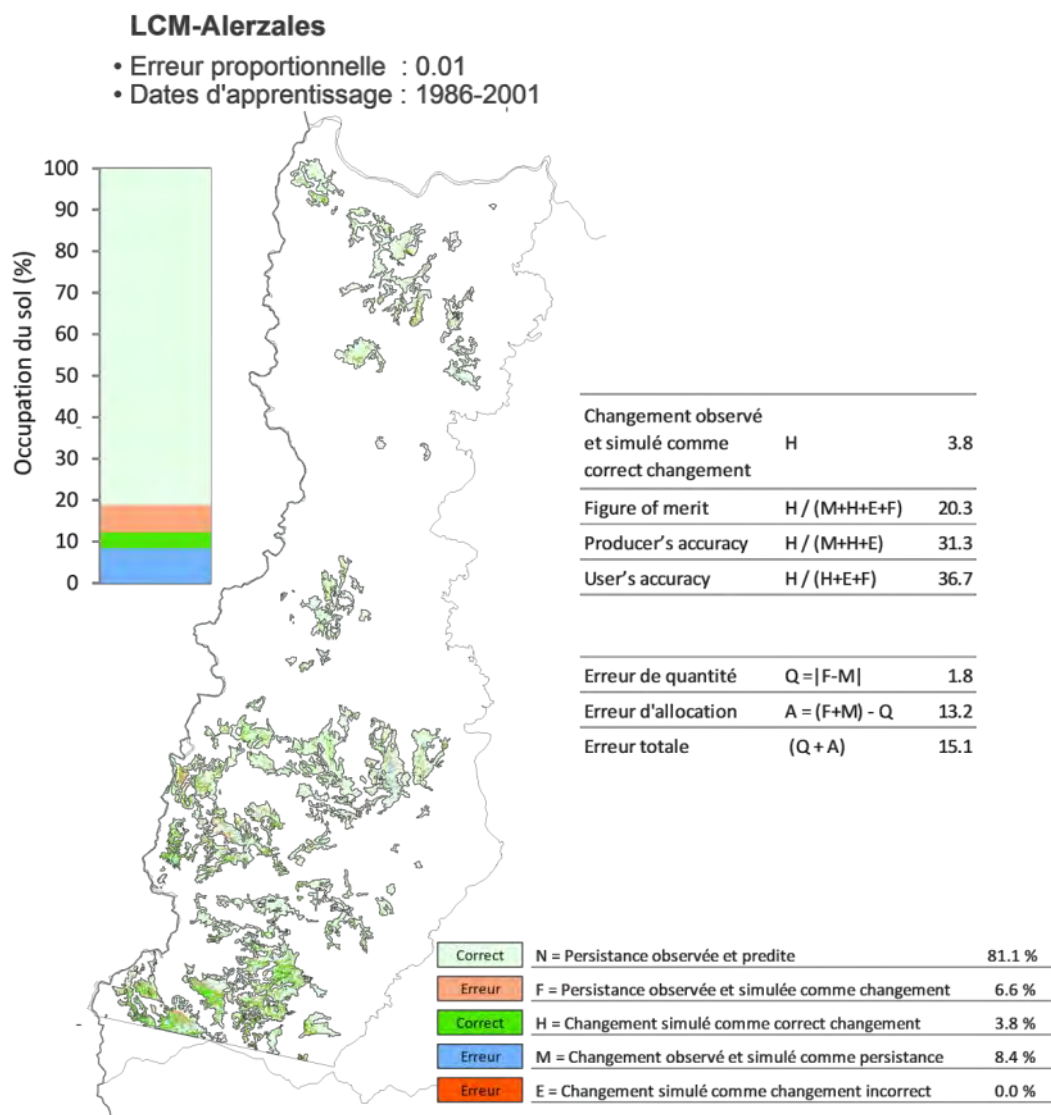 LCM-Alerzales
• Erreur proportionnelle : 0.01
• Dates d'apprentissage : 1986-2001
Occupation du sol (%)
100
90
80
70
60
50
40
30
20
10
0
Changement observé
et simulé comme H 3.8
correct changement
Figure of merit H / (M+H+E+F) 20.3
Producer's accuracy H / (M+H+E) 31.3
User's accuracy H / (H+E+F) 36.7
Erreur de quantité Q =|F-M| 1.8
Erreur d'allocation A = (F+M) - Q 13.2
Erreur totale (Q + A) 15.1
Correct N = Persistance observée et predite 81.1 %
Erreur F = Persistance observée et simulée comme changement 6.6 %
Correct H = Changement simulé comme correct changement 3.8 %
Erreur M = Changement observé et simulé comme persistance 8.4 %
Erreur E = Changement simulé comme changement incorrect 0.0 %